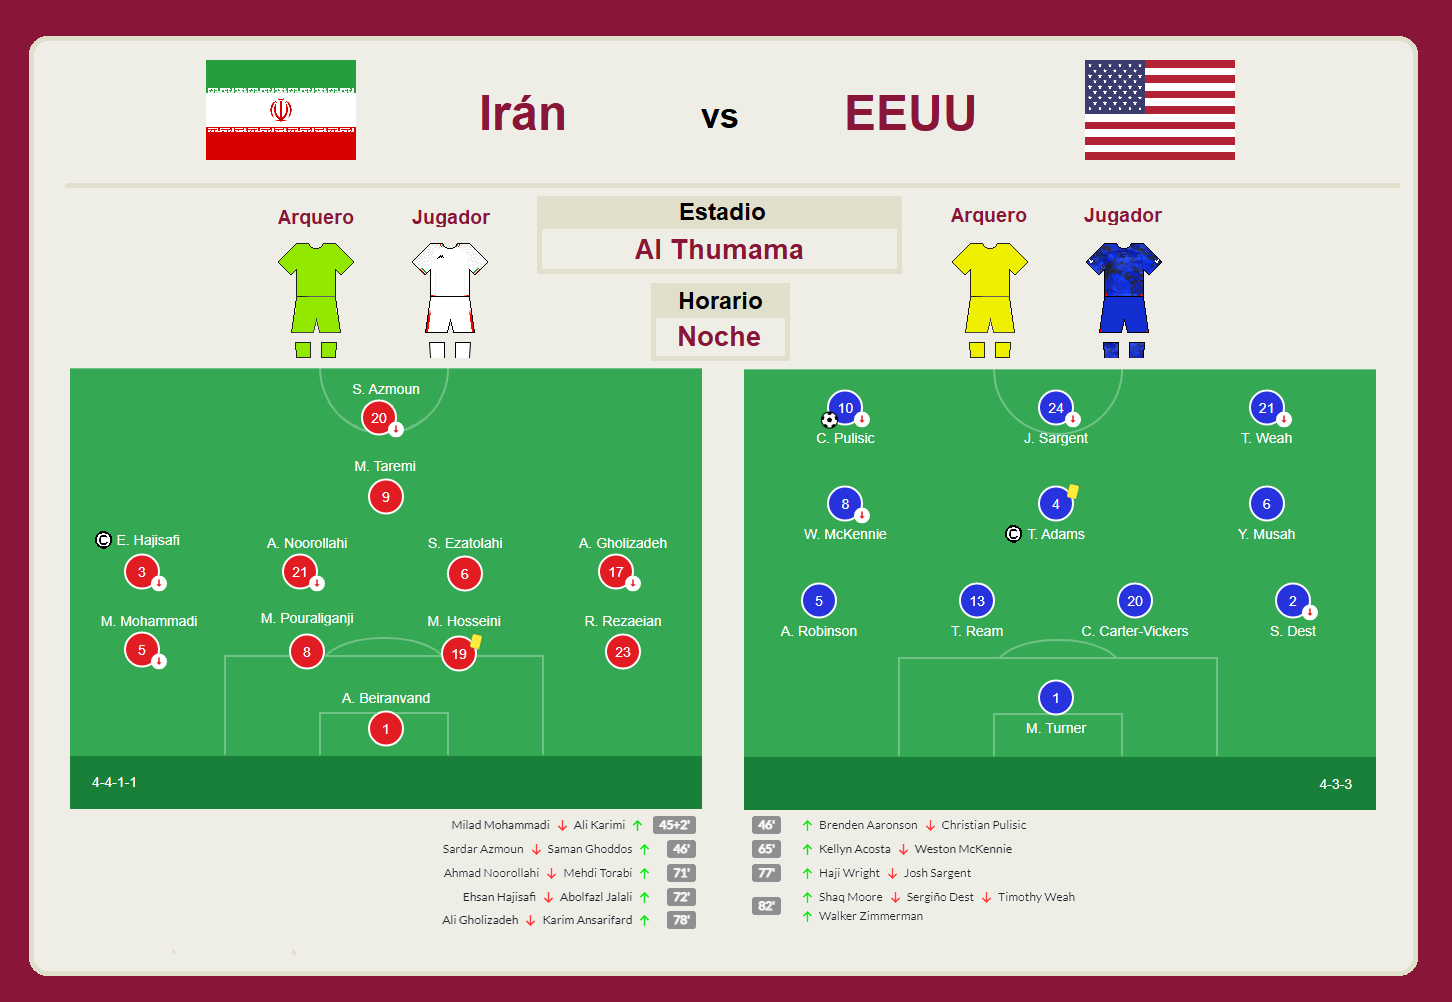 Irán vs EEUU
Arquero Jugador
Estadio
Al Thumama
Horario
Noche
Arquero Jugador
S. Azmoun
20
M. Taremi
9
C E. Hajisafi A. Noorollahi S. Ezatolahi A. Gholizadeh
3 21 6 17
M. Mohammadi M. Pouraliganji M. Hosseini R. Rezaeian
5 8 19 23
A. Beiranvand
1
4-4-1-1
10 24 21
C. Pulisic J. Sargent T. Weah
8 4 6
W. McKennie C T. Adams Y. Musah
5 13 20 2
A. Robinson T. Ream C. Carter-Vickers S. Dest
1
M. Turner
4-3-3
Milad Mohammadi ↓ Ali Karimi ↑ 45+2'
Sardar Azmoun ↓ Saman Ghoddos ↑ 46'
Ahmad Noorollahi ↓ Mehdi Torabi ↑ 71'
Ehsan Hajisafi ↓ Abolfazl Jalali ↑ 72'
Ali Gholizadeh ↓ Karim Ansarifard ↑ 78'
46' ↑ Brenden Aaronson ↓ Christian Pulisic
65' ↑ Kellyn Acosta ↓ Weston McKennie
77' ↑ Haji Wright ↓ Josh Sargent
82' ↑ Shaq Moore ↓ Sergiño Dest ↓ Timothy Weah
↑ Walker Zimmerman